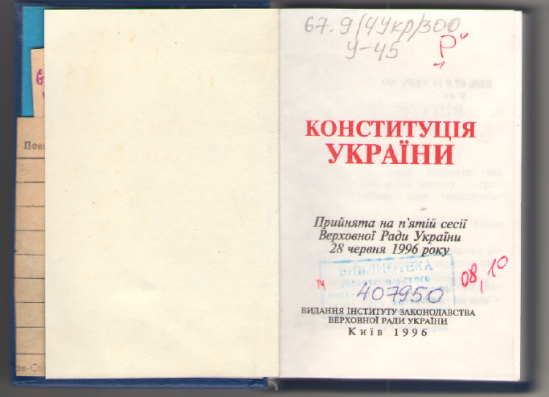 67.9(4Укр)300
У-45
"Р"
КОНСТИТУЦІЯ
УКРАЇНИ
Прийнята на п'ятій сесії
Верховної Ради України
28 червня 1996 року
08,10
407950
ВИДАННЯ ІНСТИТУТУ ЗАКОНОДАВСТВА
ВЕРХОВНОЇ РАДИ УКРАЇНИ
Київ 1996